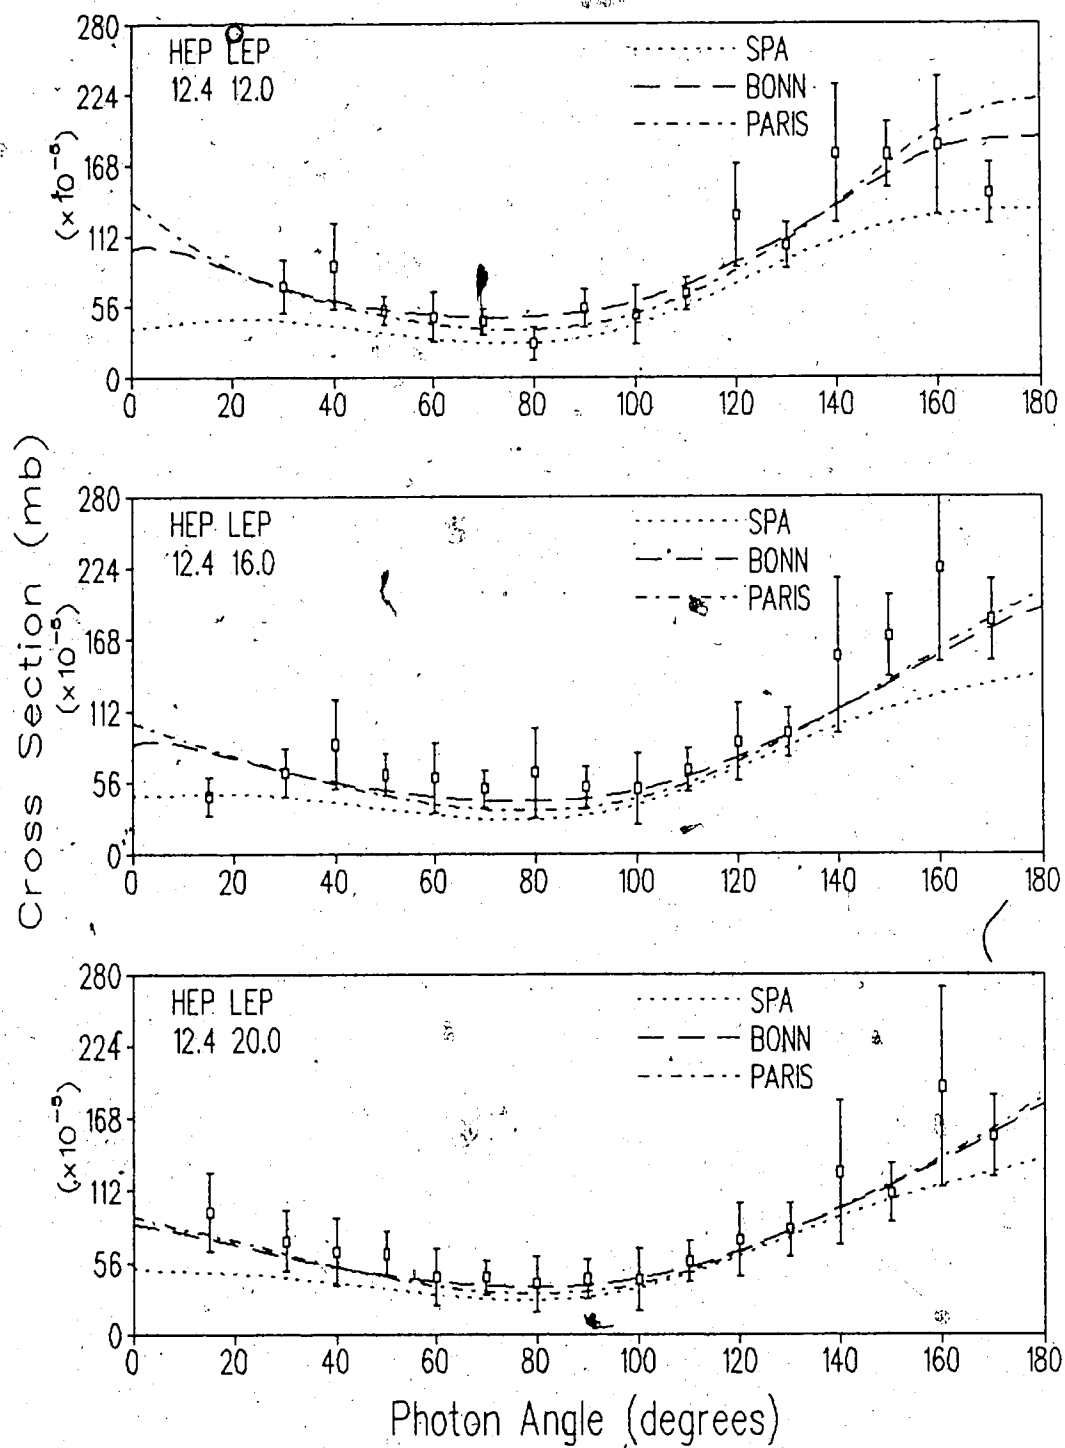 Cross Section (mb)
280
224
168
112
56
0
(x10⁻⁵)
HEP LEP
12.4 12.0
SPA
BONN
PARIS
0 20 40 60 80 100 120 140 160 180
280
224
168
112
56
0
(x10⁻⁵)
HEP LEP
12.4 16.0
SPA
BONN
PARIS
0 20 40 60 80 100 120 140 160 180
280
224
168
112
56
0
(x10⁻⁵)
HEP LEP
12.4 20.0
SPA
BONN
PARIS
0 20 40 60 80 100 120 140 160 180
Photon Angle (degrees)